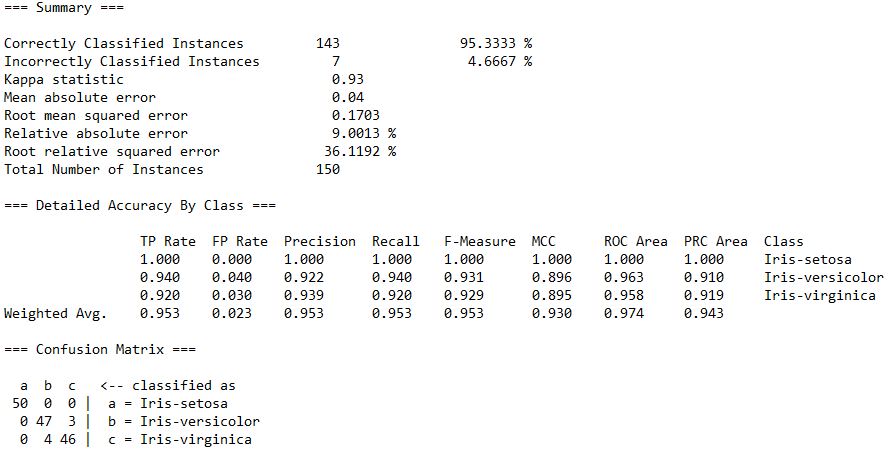 === Summary ===
Correctly Classified Instances 143 95.3333 %
Incorrectly Classified Instances 7 4.6667 %
Kappa statistic 0.93
Mean absolute error 0.04
Root mean squared error 0.1703
Relative absolute error 9.0013 %
Root relative squared error 36.1192 %
Total Number of Instances 150
=== Detailed Accuracy By Class ===
TP Rate FP Rate Precision Recall F-Measure MCC ROC Area PRC Area Class
1.000 0.000 1.000 1.000 1.000 1.000 1.000 1.000 Iris-setosa
0.940 0.040 0.922 0.940 0.931 0.896 0.963 0.910 Iris-versicolor
0.920 0.030 0.939 0.920 0.929 0.895 0.958 0.919 Iris-virginica
Weighted Avg. 0.953 0.023 0.953 0.953 0.953 0.930 0.974 0.943
=== Confusion Matrix ===
a b c <-- classified as
50 0 0 | a = Iris-setosa
0 47 3 | b = Iris-versicolor
0 4 46 | c = Iris-virginica